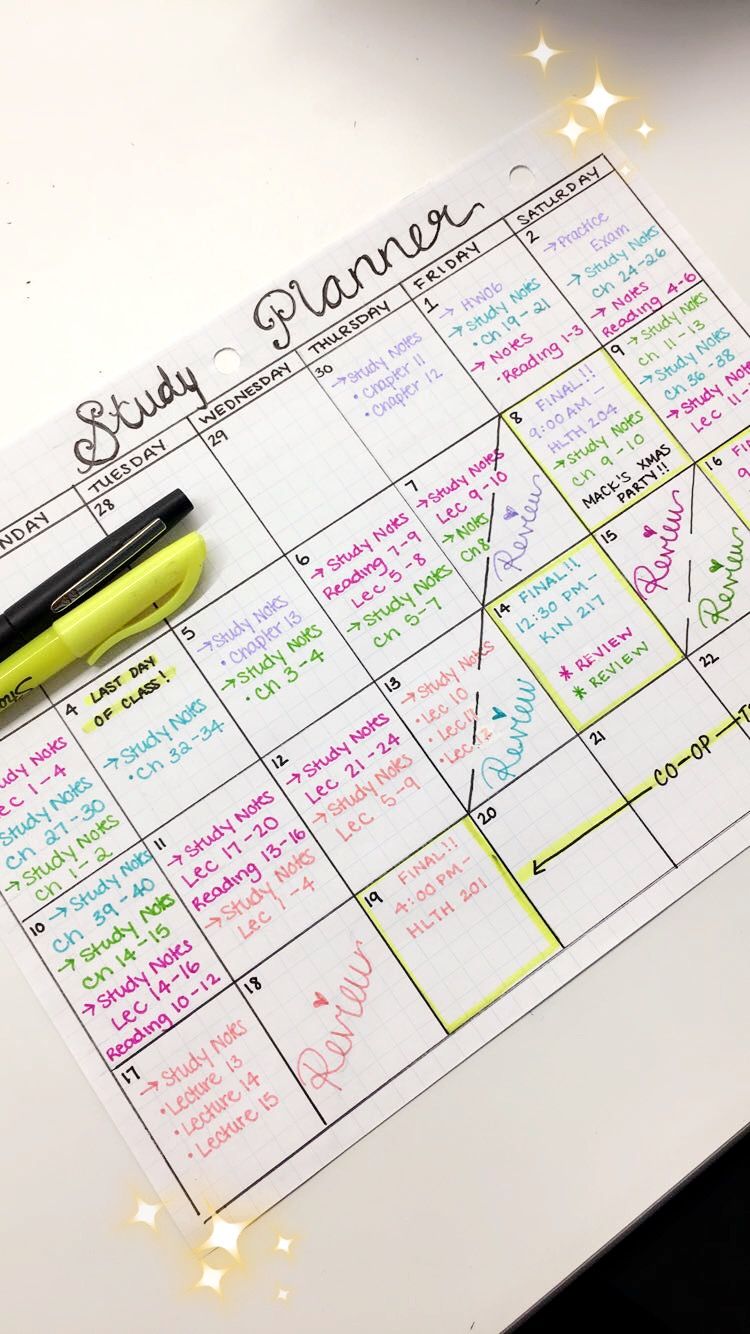 Study Planner
NDAY
TUESDAY
WEDNESDAY
THURSDAY
FRIDAY
SATURDAY
28
29
30
→Study Notes
• Chapter 11
• Chapter 12
1
→ HW06
→Study Notes
• Ch 19-21
→ Notes
• Reading 1-3
2
→Practice
Exam
→ Study Notes
Ch 24-26
→ Notes
Reading 4-6
udy Notes
ec 1-4
udy Notes
Ch 27-30
→Study Notes
Ch 1-2
4
LAST DAY
OF CLASS!
→Study Notes
• Ch 32-34
5
→Study Notes
• Chapter 13
→ Study Notes
• Ch 3-4
6
→Study Notes
Reading 7-9
Lec 5-8
→Study Notes
Ch 5-7
7
→Study Notes
Lec 9-10
→Notes
Ch8
Review
8
FINAL!!
9:00 AM –
HLTH 204
→Study Notes
Ch 9-10
MACK'S XMAS
PARTY!!
9
→ Study Notes
Ch 11-13
→ Study Notes
Ch 36-38
→ Study Note
Lec 11-
10
→ Study Notes
Ch 39-40
→ Study Notes
Ch 14-15
→Study Notes
Lec 14-16
Reading 10-12
11
→ Study Notes
Lec 17-20
Reading 13-16
→ Study Notes
Lec 1-4
12
→Study Notes
Lec 21-24
→Study Notes
Lec 5-9
13
→ Study Notes
• Lec 10
• Lec 11
• Lec 12
Review
14
FINAL!!
12:30 PM –
KIN 217
* REVIEW
* REVIEW
15
Review
Review
16
FI
9
17
→ Study Notes
• Lecture 13
• Lecture 14
• Lecture 15
18
Review
19
FINAL!!
4:00 PM –
HLTH 201
20
21
22
CO-OP